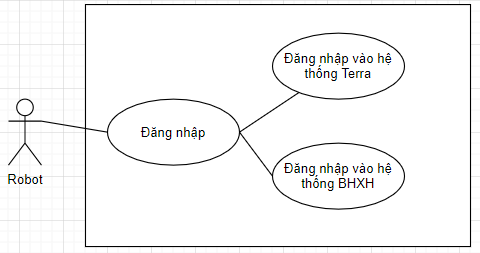 Đăng nhập vào hệ
thống Terra
Đăng nhập
Đăng nhập vào hệ
thống BHXH
Robot